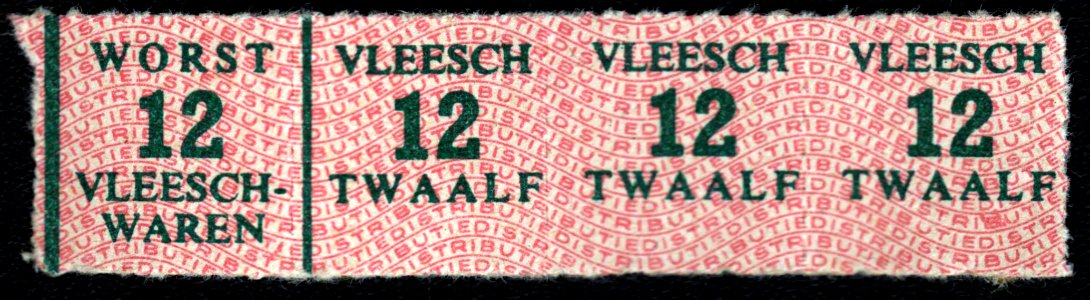 WORST
12
VLEESCH-
WAREN
VLEESCH
12
TWAALF
VLEESCH
12
TWAALF
VLEESCH
12
TWAALF